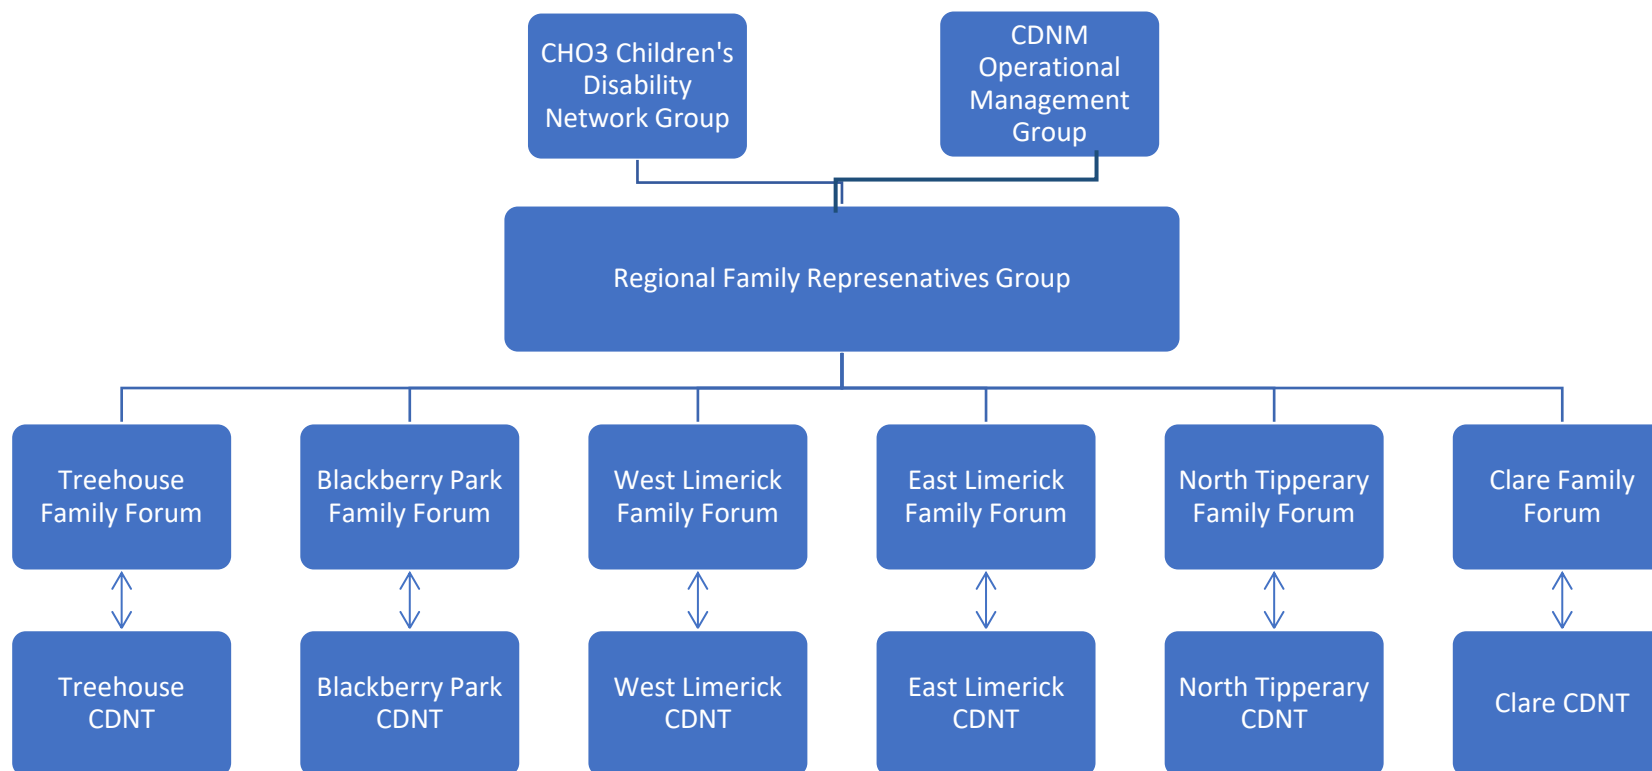 CHO3 Children's
Disability
Network Group
CDNM
Operational
Management
Group
Regional Family Represenatives Group
Treehouse
Family Forum
Blackberry Park
Family Forum
West Limerick
Family Forum
East Limerick
Family Forum
North Tipperary
Family Forum
Clare Family
Forum
Treehouse
CDNT
Blackberry Park
CDNT
West Limerick
CDNT
East Limerick
CDNT
North Tipperary
CDNT
Clare CDNT